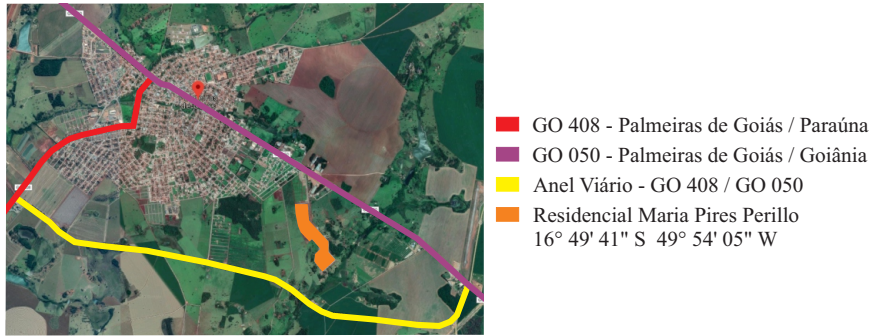 GO 408 - Palmeiras de Goiás / Paraúna
GO 050 - Palmeiras de Goiás / Goiânia
Anel Viário - GO 408 / GO 050
Residencial Maria Pires Perillo
16° 49' 41" S 49° 54' 05" W